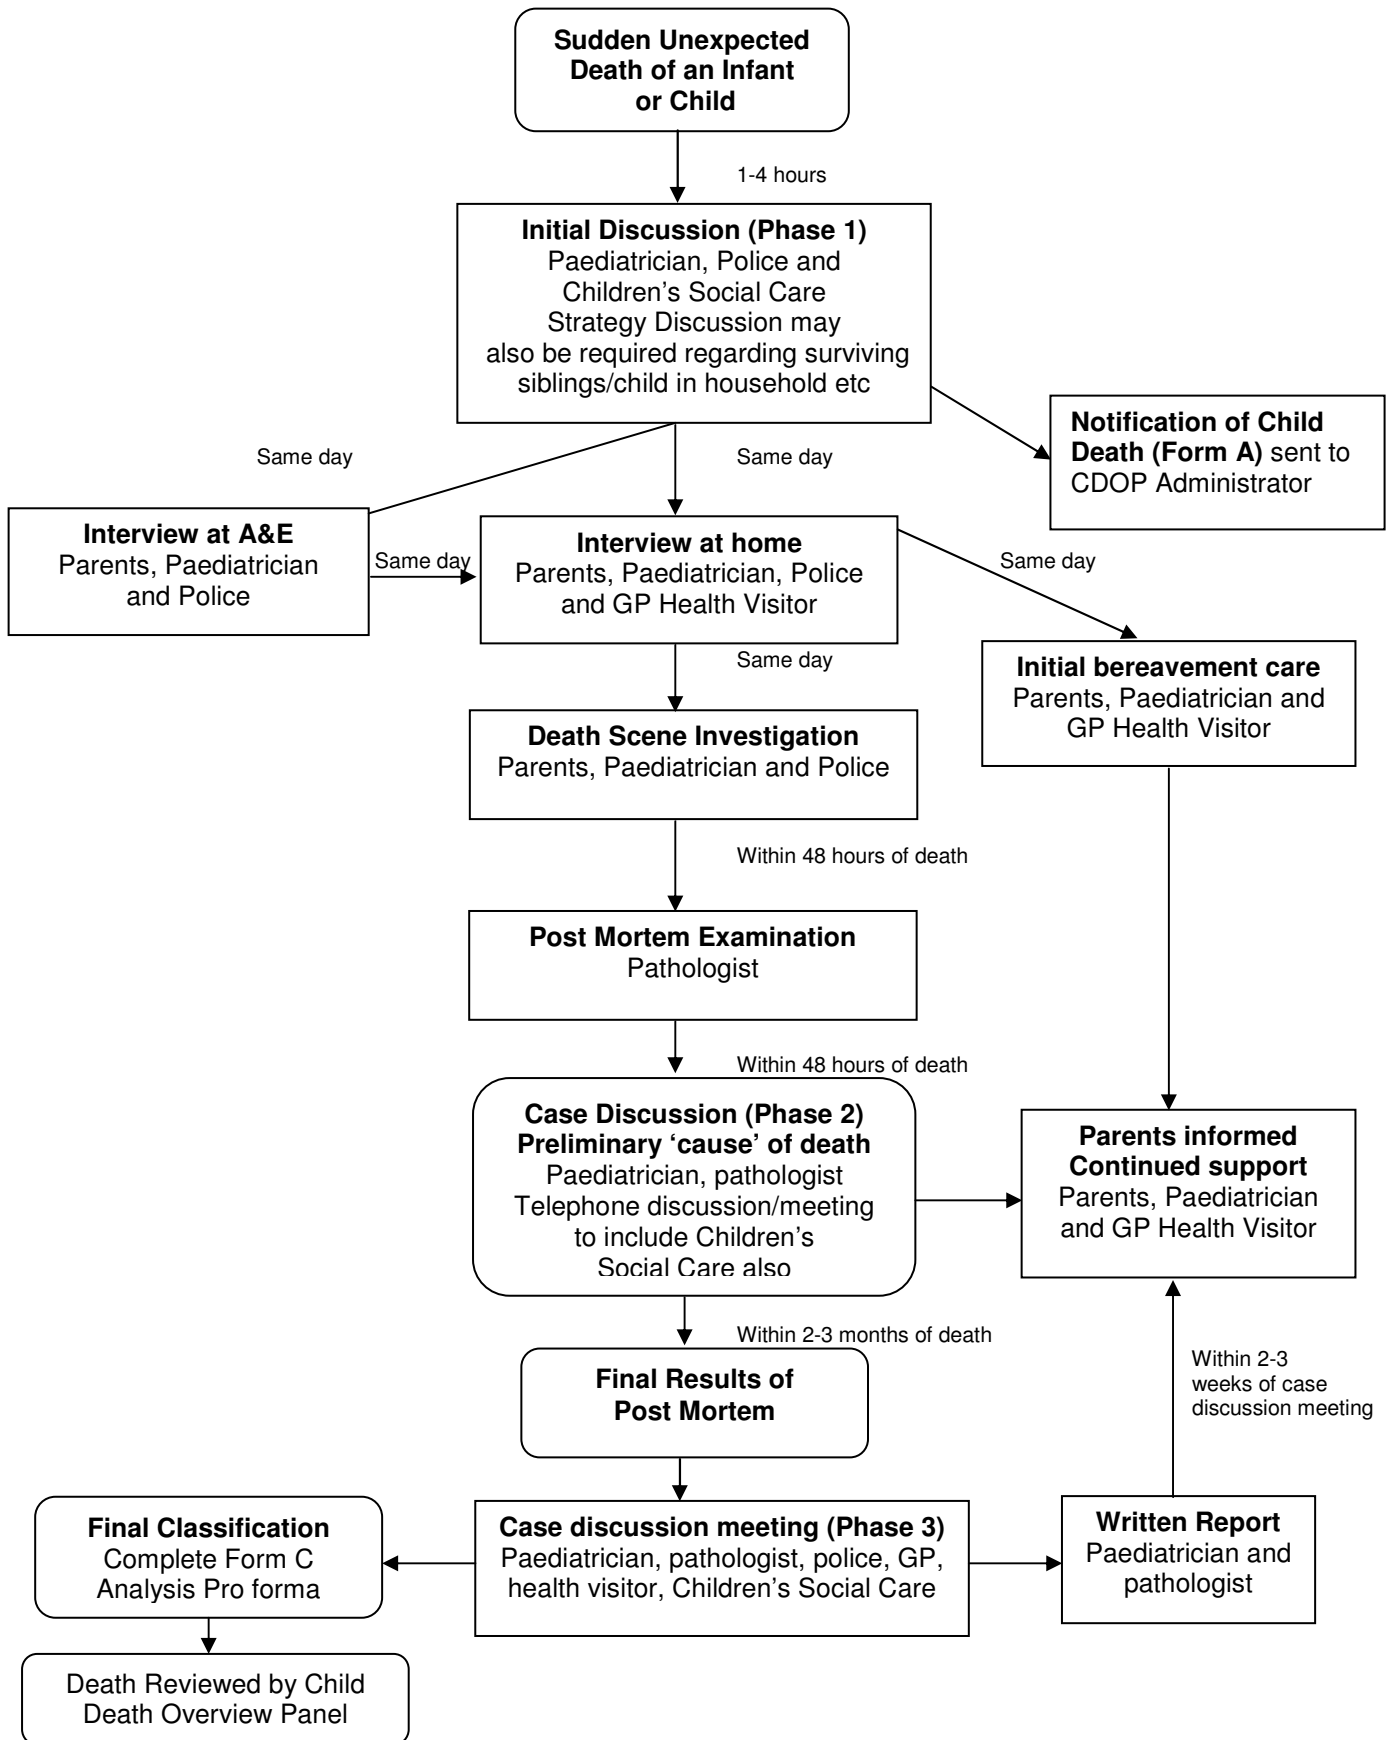 Sudden Unexpected
Death of an Infant
or Child
1-4 hours
Initial Discussion (Phase 1)
Paediatrician, Police and
Children’s Social Care
Strategy Discussion may
also be required regarding surviving
siblings/child in household etc
Notification of Child
Death (Form A) sent to
CDOP Administrator
Same day
Same day
Interview at A&E
Parents, Paediatrician
and Police
Same day
Interview at home
Parents, Paediatrician, Police
and GP Health Visitor
Same day
Same day
Initial bereavement care
Parents, Paediatrician and
GP Health Visitor
Death Scene Investigation
Parents, Paediatrician and Police
Within 48 hours of death
Post Mortem Examination
Pathologist
Within 48 hours of death
Case Discussion (Phase 2)
Preliminary ‘cause’ of death
Paediatrician, pathologist
Telephone discussion/meeting
to include Children’s
Social Care also
Parents informed
Continued support
Parents, Paediatrician
and GP Health Visitor
Within 2-3 months of death
Within 2-3
weeks of case
discussion meeting
Final Results of
Post Mortem
Final Classification
Complete Form C
Analysis Pro forma
Case discussion meeting (Phase 3)
Paediatrician, pathologist, police, GP,
health visitor, Children’s Social Care
Written Report
Paediatrician and
pathologist
Death Reviewed by Child
Death Overview Panel